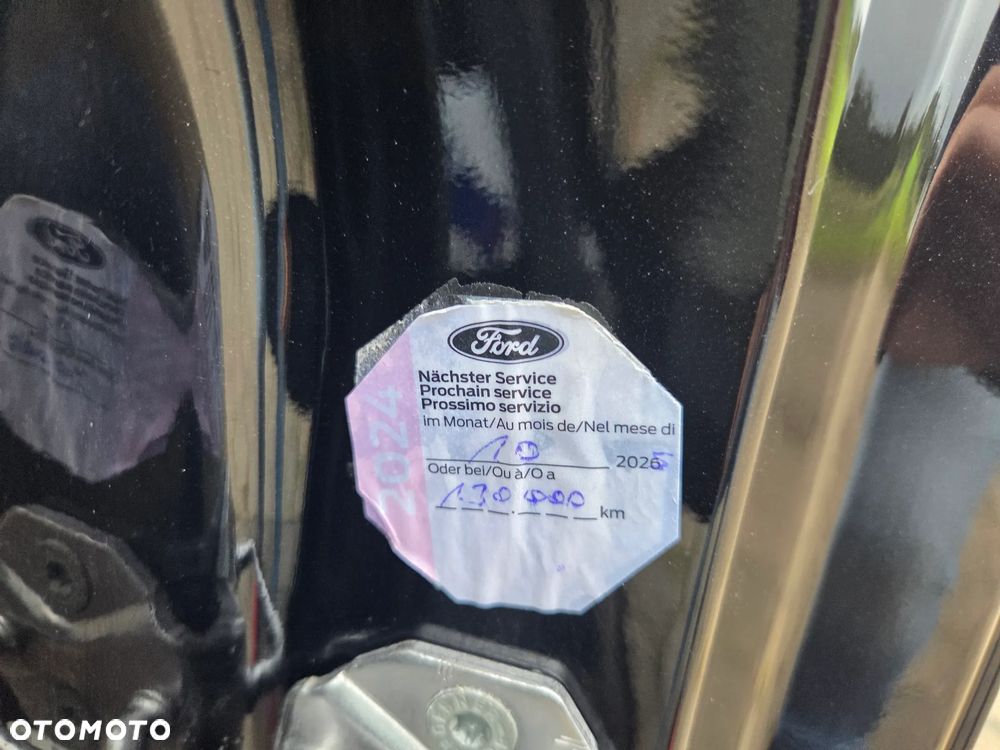 Ford
Nächster Service
Prochain service
Prossimo servizio
im Monat/Au mois de/Nel mese di
10 2025
Oder bei/Ou à/O a
130.000 km
2024
OTOMOTO